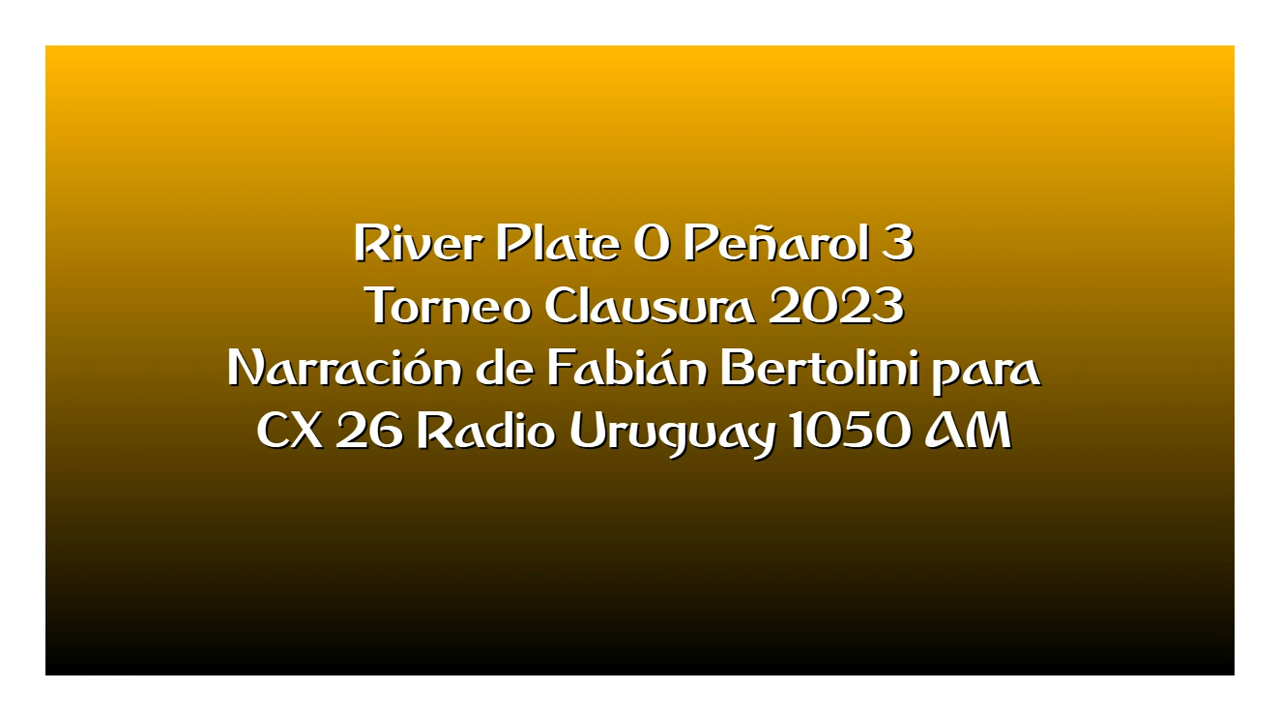 River Plate 0 Peñarol 3
Torneo Clausura 2023
Narración de Fabián Bertolini para
CX 26 Radio Uruguay 1050 AM